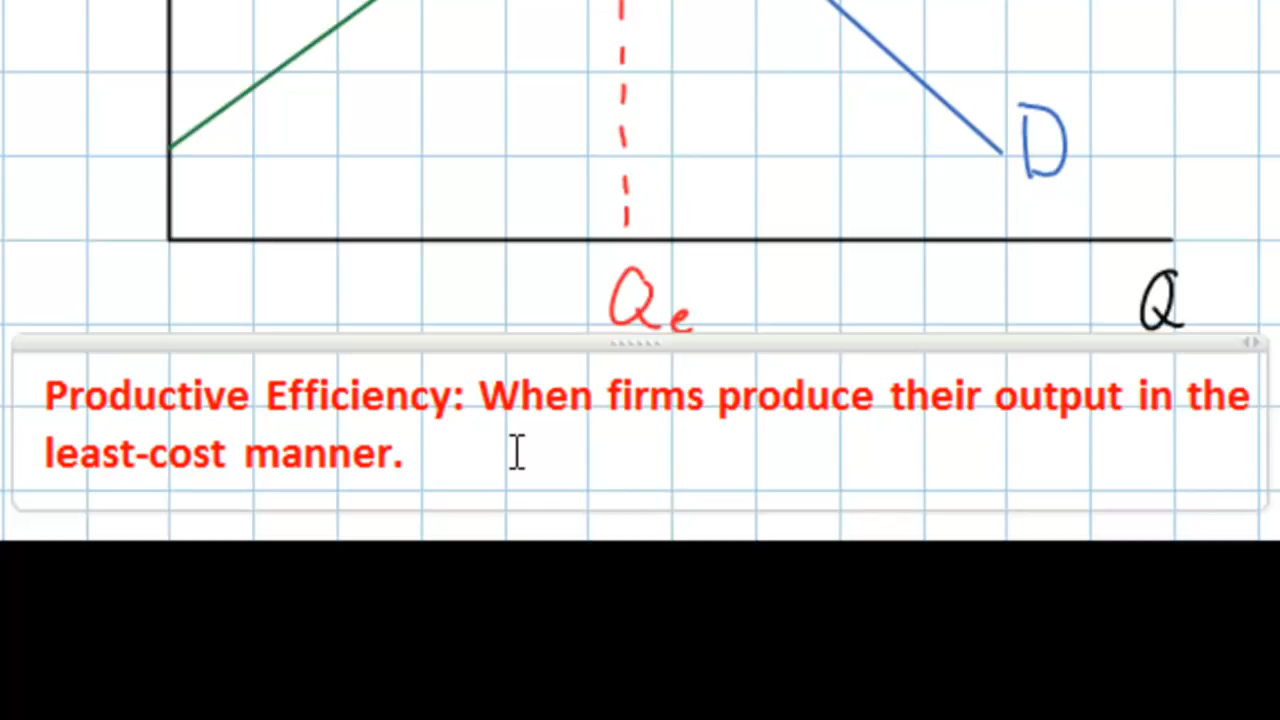 D
Qe
Q
Productive Efficiency: When firms produce their output in the
least-cost manner.